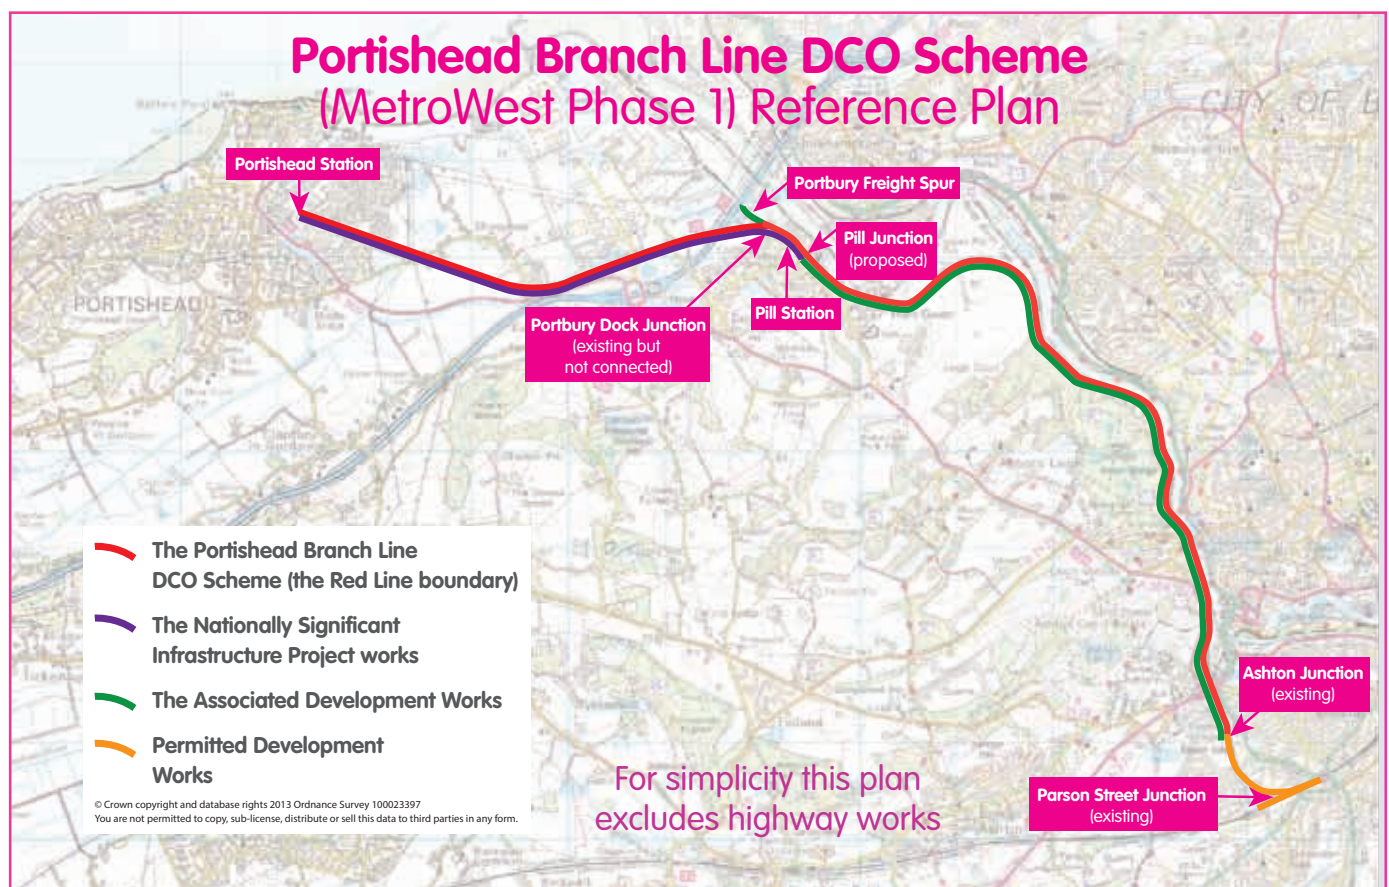 Portishead Branch Line DCO Scheme
(MetroWest Phase 1) Reference Plan
CITY OF B
Portishead Station
Portbury Freight Spur
Pill Junction
(proposed)
PORTISHEAD
Pill Station
Portbury Dock Junction
(existing but
not connected)
The Portishead Branch Line
DCO Scheme (the Red Line boundary)
The Nationally Significant
Infrastructure Project works
The Associated Development Works
Permitted Development
Works
© Crown copyright and database rights 2013 Ordnance Survey 100023397
You are not permitted to copy, sub-license, distribute or sell this data to third parties in any form.
Ashton Junction
(existing)
For simplicity this plan
excludes highway works
Parson Street Junction
(existing)